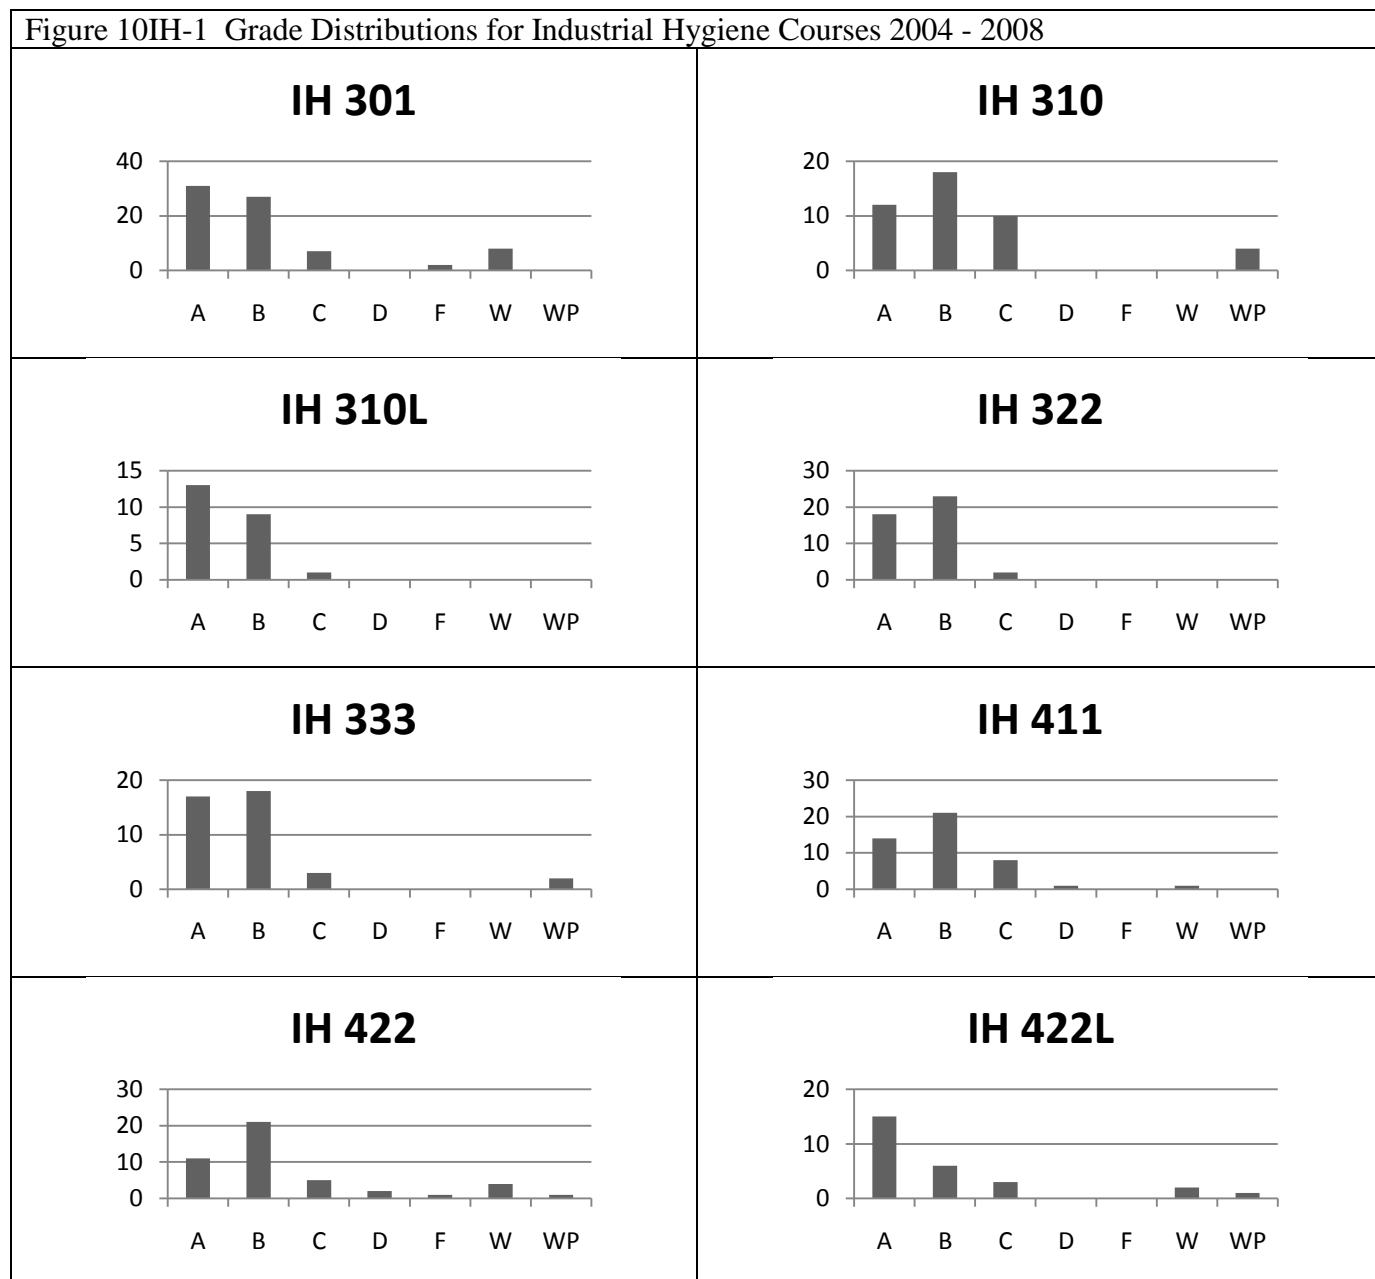 Figure 10IH-1 Grade Distributions for Industrial Hygiene Courses 2004 - 2008
IH 301
40
20
0
A B C D F W WP
IH 310
20
10
0
A B C D F W WP
IH 310L
15
10
5
0
A B C D F W WP
IH 322
30
20
10
0
A B C D F W WP
IH 333
20
10
0
A B C D F W WP
IH 411
30
20
10
0
A B C D F W WP
IH 422
30
20
10
0
A B C D F W WP
IH 422L
20
10
0
A B C D F W WP